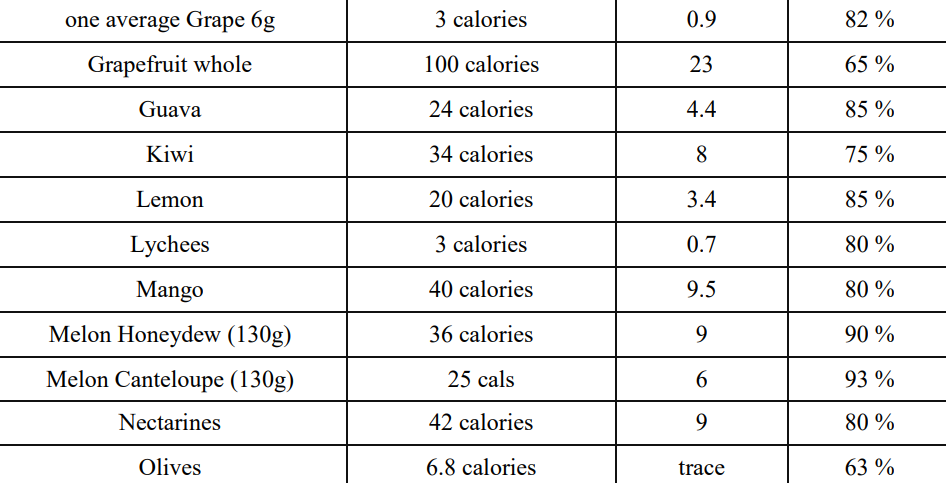 one average Grape 6g 3 calories 0.9 82 %
Grapefruit whole 100 calories 23 65 %
Guava 24 calories 4.4 85 %
Kiwi 34 calories 8 75 %
Lemon 20 calories 3.4 85 %
Lychees 3 calories 0.7 80 %
Mango 40 calories 9.5 80 %
Melon Honeydew (130g) 36 calories 9 90 %
Melon Canteloupe (130g) 25 cals 6 93 %
Nectarines 42 calories 9 80 %
Olives 6.8 calories trace 63 %